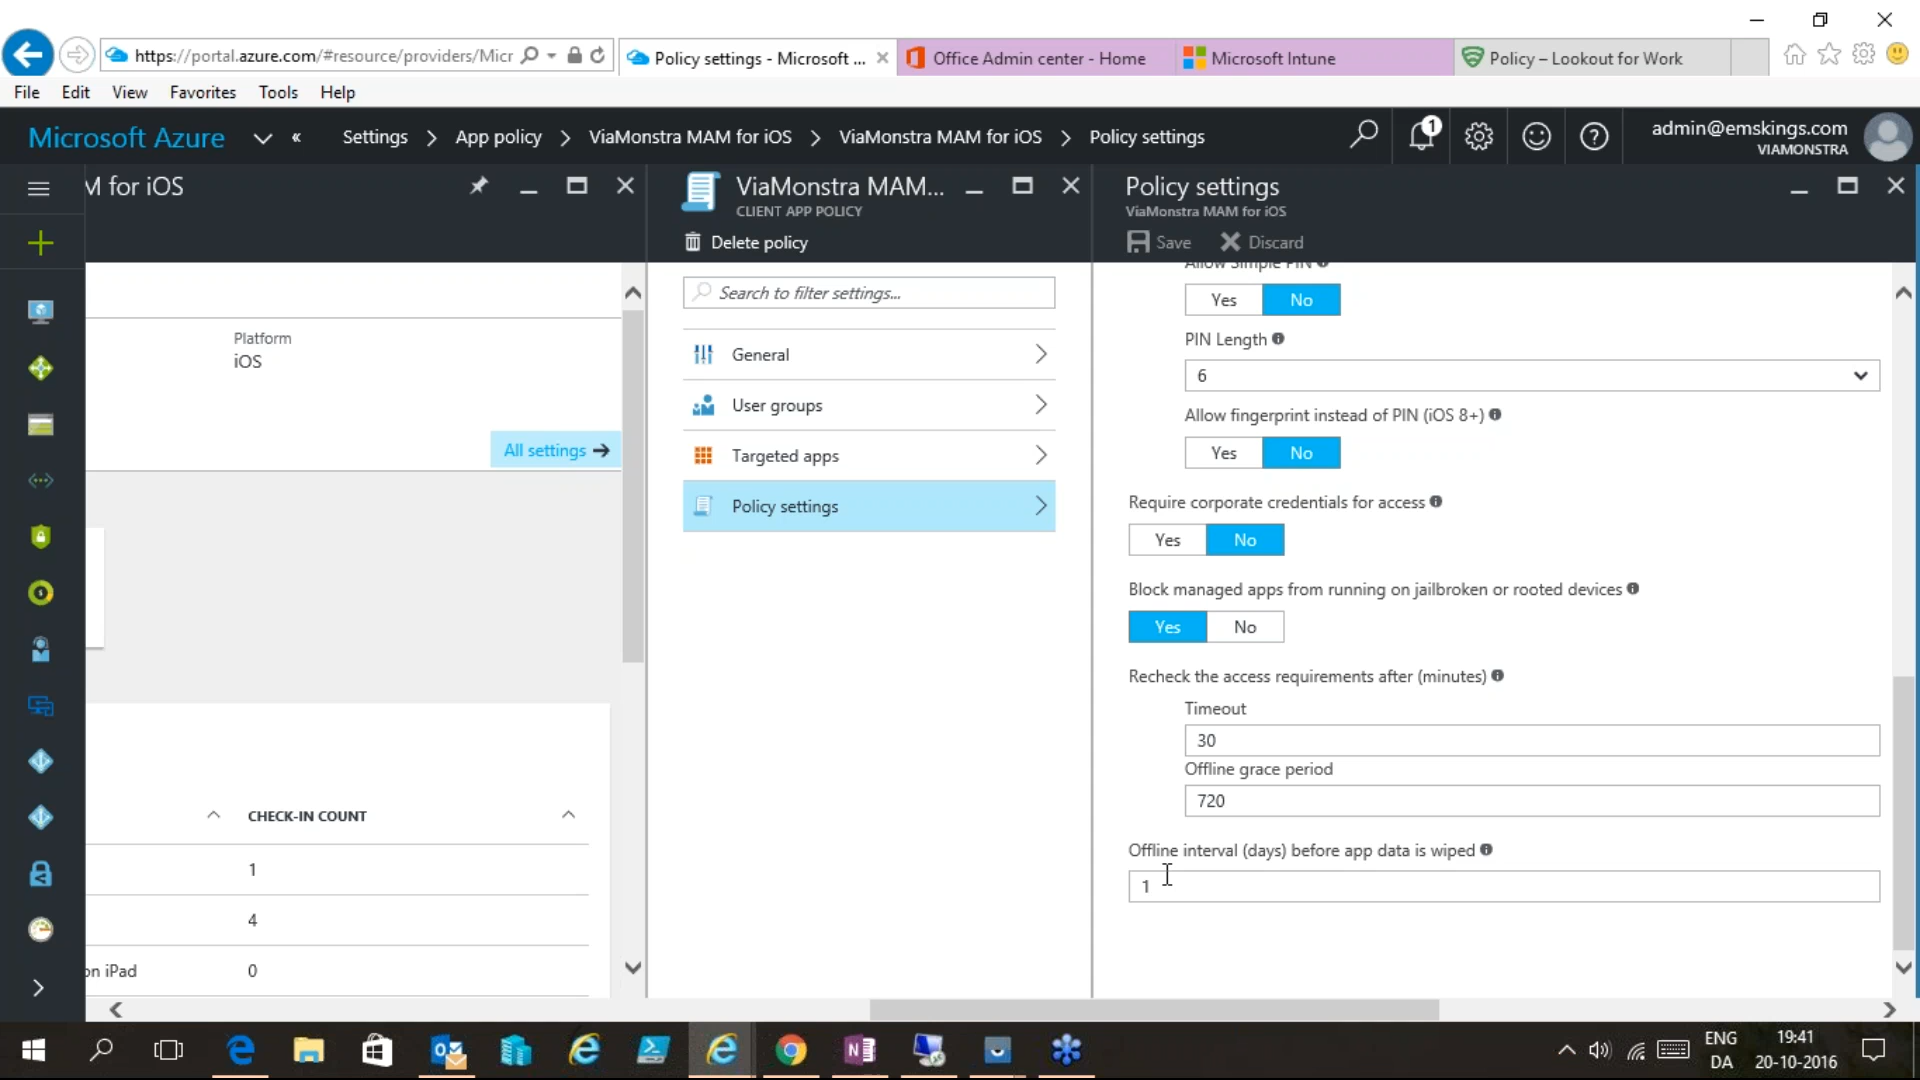 https://portal.azure.com/#resource/providers/Micr
Policy settings - Microsoft ...
Office Admin center - Home
Microsoft Intune
Policy – Lookout for Work
File Edit View Favorites Tools Help
Microsoft Azure
Settings > App policy > ViaMonstra MAM for iOS > ViaMonstra MAM for iOS > Policy settings
1
admin@emskings.com
VIAMONSTRA
M for iOS
ViaMonstra MAM...
CLIENT APP POLICY
Delete policy
Policy settings
ViaMonstra MAM for iOS
Save Discard
Platform
iOS
All settings
CHECK-IN COUNT
1
4
on iPad 0
Search to filter settings...
General
User groups
Targeted apps
Policy settings
Allow Simple PIN
Yes No
PIN Length
6
Allow fingerprint instead of PIN (iOS 8+)
Yes No
Require corporate credentials for access
Yes No
Block managed apps from running on jailbroken or rooted devices
Yes No
Recheck the access requirements after (minutes)
Timeout
30
Offline grace period
720
Offline interval (days) before app data is wiped
1
ENG
DA
19:41
20-10-2016